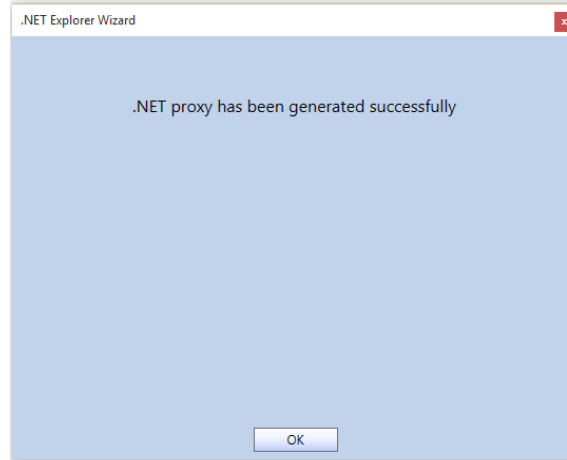 .NET Explorer Wizard
x
.NET proxy has been generated successfully
OK